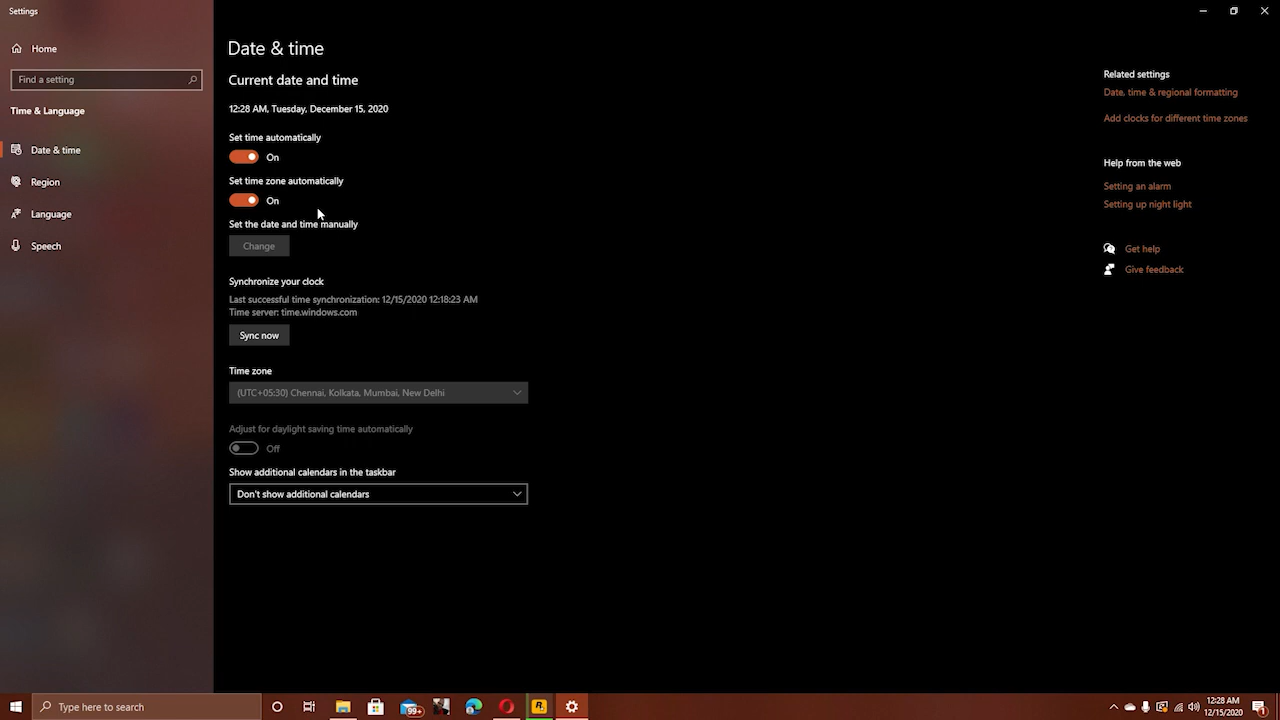 Settings
Home
Find a setting
Time & Language
Date & time
Region
Language
Speech
Date & time
Current date and time
12:28 AM, Tuesday, December 15, 2020
Set time automatically
On
Set time zone automatically
On
Set the date and time manually
Change
Synchronize your clock
Last successful time synchronization: 12/15/2020 12:18:23 AM
Time server: time.windows.com
Sync now
Time zone
(UTC+05:30) Chennai, Kolkata, Mumbai, New Delhi
Adjust for daylight saving time automatically
Off
Show additional calendars in the taskbar
Don't show additional calendars
Related settings
Date, time & regional formatting
Add clocks for different time zones
Help from the web
Setting an alarm
Setting up night light
Get help
Give feedback
Type here to search
99+
R
12:28 AM
12/15/2020
1